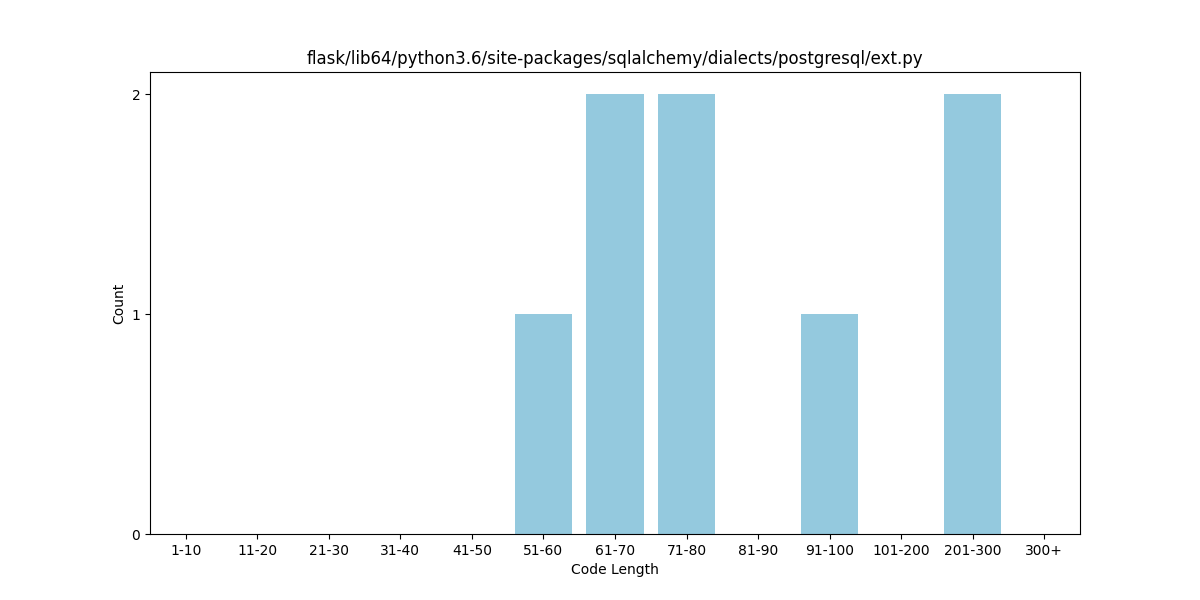 flask/lib64/python3.6/site-packages/sqlalchemy/dialects/postgresql/ext.py
Count
2
1
0
1-10 11-20 21-30 31-40 41-50 51-60 61-70 71-80 81-90 91-100 101-200 201-300 300+
Code Length